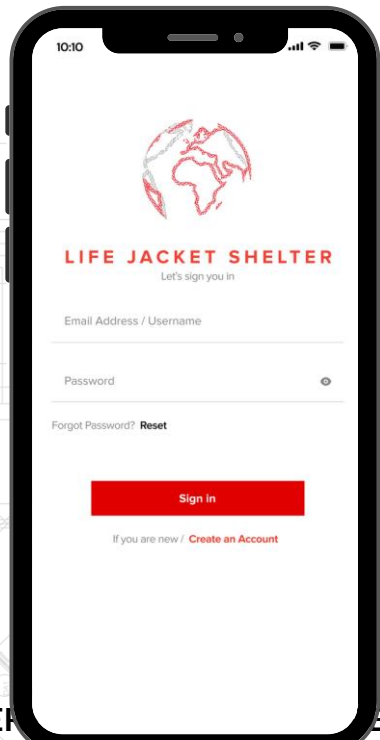 10:10
LIFE JACKET SHELTER
Let's sign you in
Email Address / Username
Password
Forgot Password? Reset
Sign in
If you are new / Create an Account